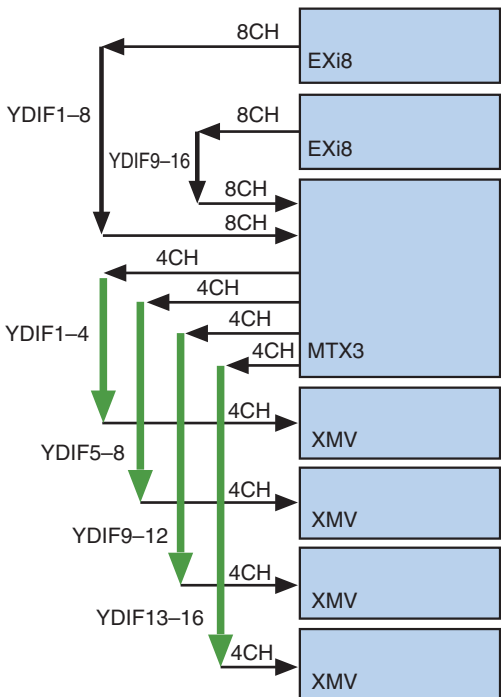 8CH
EXi8
YDIF1–8
8CH
EXi8
YDIF9–16
8CH
8CH
4CH
4CH
YDIF1–4
4CH
4CH
MTX3
4CH
XMV
YDIF5–8
4CH
XMV
YDIF9–12
4CH
XMV
YDIF13–16
4CH
XMV